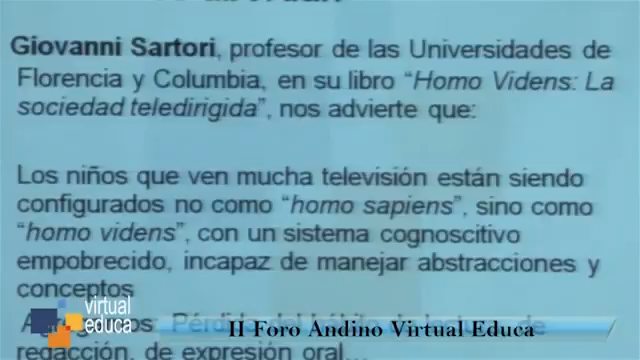 Giovanni Sartori, profesor de las Universidades de
Florencia y Columbia, en su libro “Homo Videns: La
sociedad teledirigida”, nos advierte que:
Los niños que ven mucha televisión están siendo
configurados no como “homo sapiens”, sino como
“homo videns”, con un sistema cognoscitivo
empobrecido, incapaz de manejar abstracciones y
conceptos
virtual
educa
II Foro Andino Virtual Educa
redacción, de expresión oral...